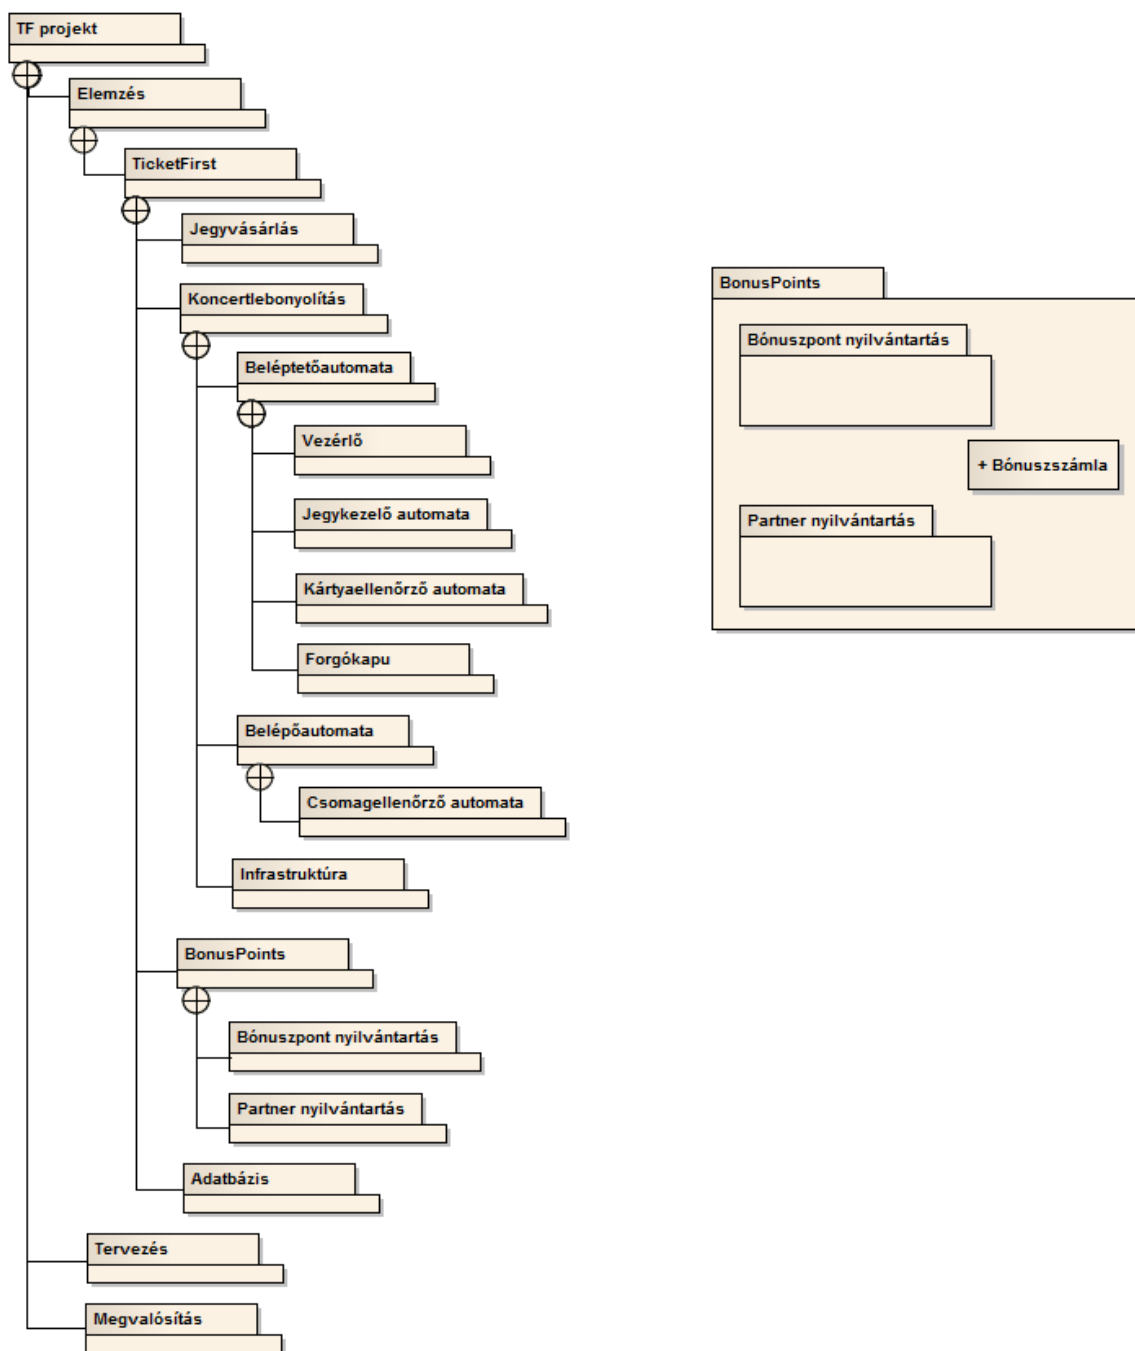 TF projekt
Elemzés
TicketFirst
Jegyvásárlás
Koncertlebonyolítás
Beléptetőautomata
Vezérlő
Jegykezelő automata
Kártyaellenőrző automata
Forgókapu
Belépőautomata
Csomagellenőrző automata
Infrastruktúra
BonusPoints
Bónuszpont nyilvántartás
Partner nyilvántartás
Adatbázis
Tervezés
Megvalósítás
BonusPoints
Bónuszpont nyilvántartás
+ Bónuszszámla
Partner nyilvántartás